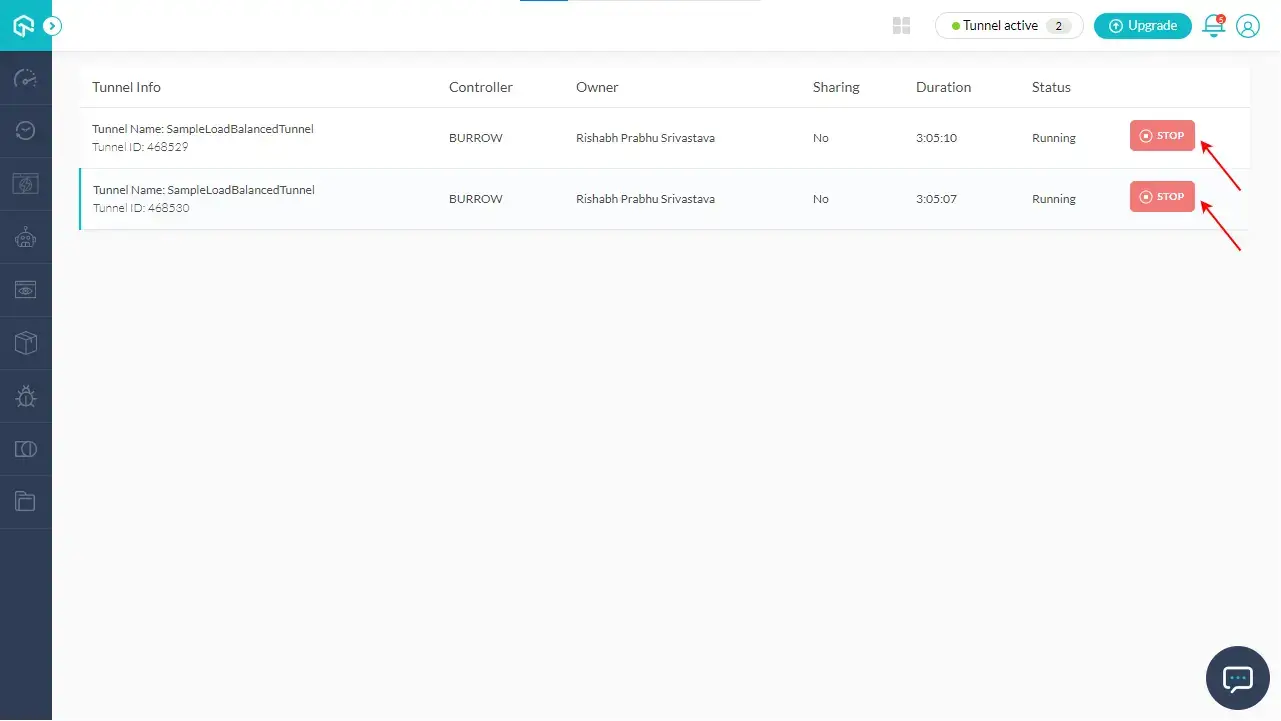 Tunnel active 2
Upgrade
5
Tunnel Info Controller Owner Sharing Duration Status
Tunnel Name: SampleLoadBalancedTunnel
Tunnel ID: 468529
BURROW Rishabh Prabhu Srivastava No 3:05:10 Running STOP
Tunnel Name: SampleLoadBalancedTunnel
Tunnel ID: 468530
BURROW Rishabh Prabhu Srivastava No 3:05:07 Running STOP